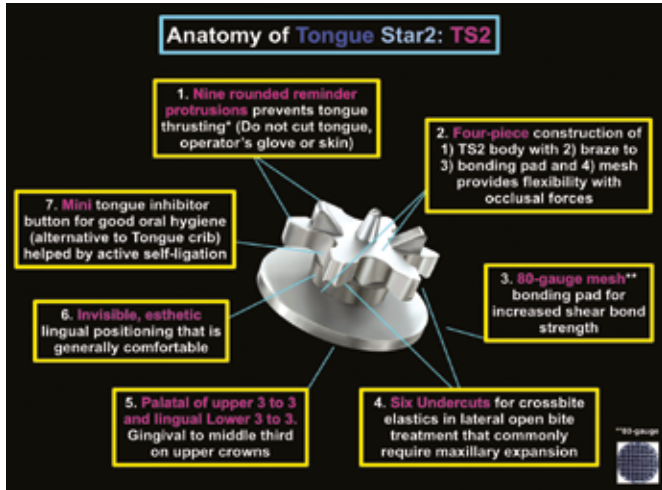 Anatomy of Tongue Star2: TS2
1. Nine rounded reminder
protrusions prevents tongue
thrusting* (Do not cut tongue,
operator's glove or skin)
2. Four-piece construction of
1) TS2 body with 2) braze to
3) bonding pad and 4) mesh
provides flexibility with
occlusal forces
7. Mini tongue inhibitor
button for good oral hygiene
(alternative to Tongue crib)
helped by active self-ligation
3. 80-gauge mesh**
bonding pad for
increased shear bond
strength
6. Invisible, esthetic
lingual positioning that is
generally comfortable
5. Palatal of upper 3 to 3
and lingual Lower 3 to 3.
Gingival to middle third
on upper crowns
4. Six Undercuts for crossbite
elastics in lateral open bite
treatment that commonly
require maxillary expansion
**80-gauge